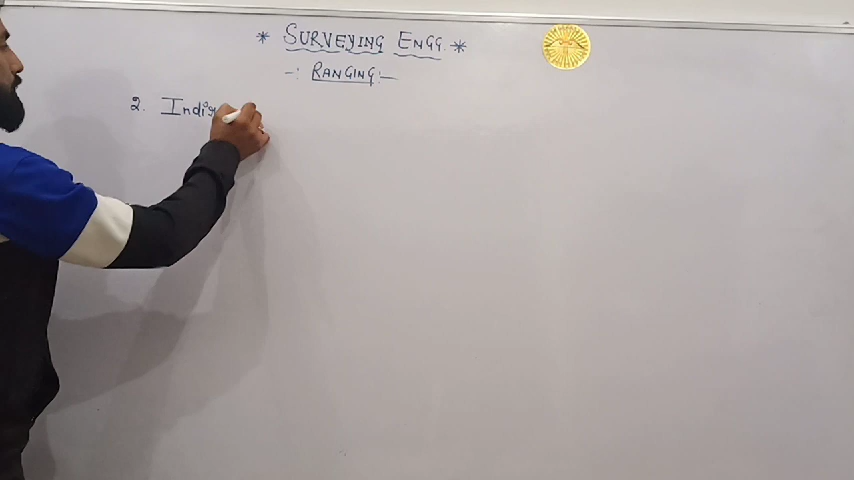 * SURVEYING ENGG. *
-: RANGING:-
2. Indi